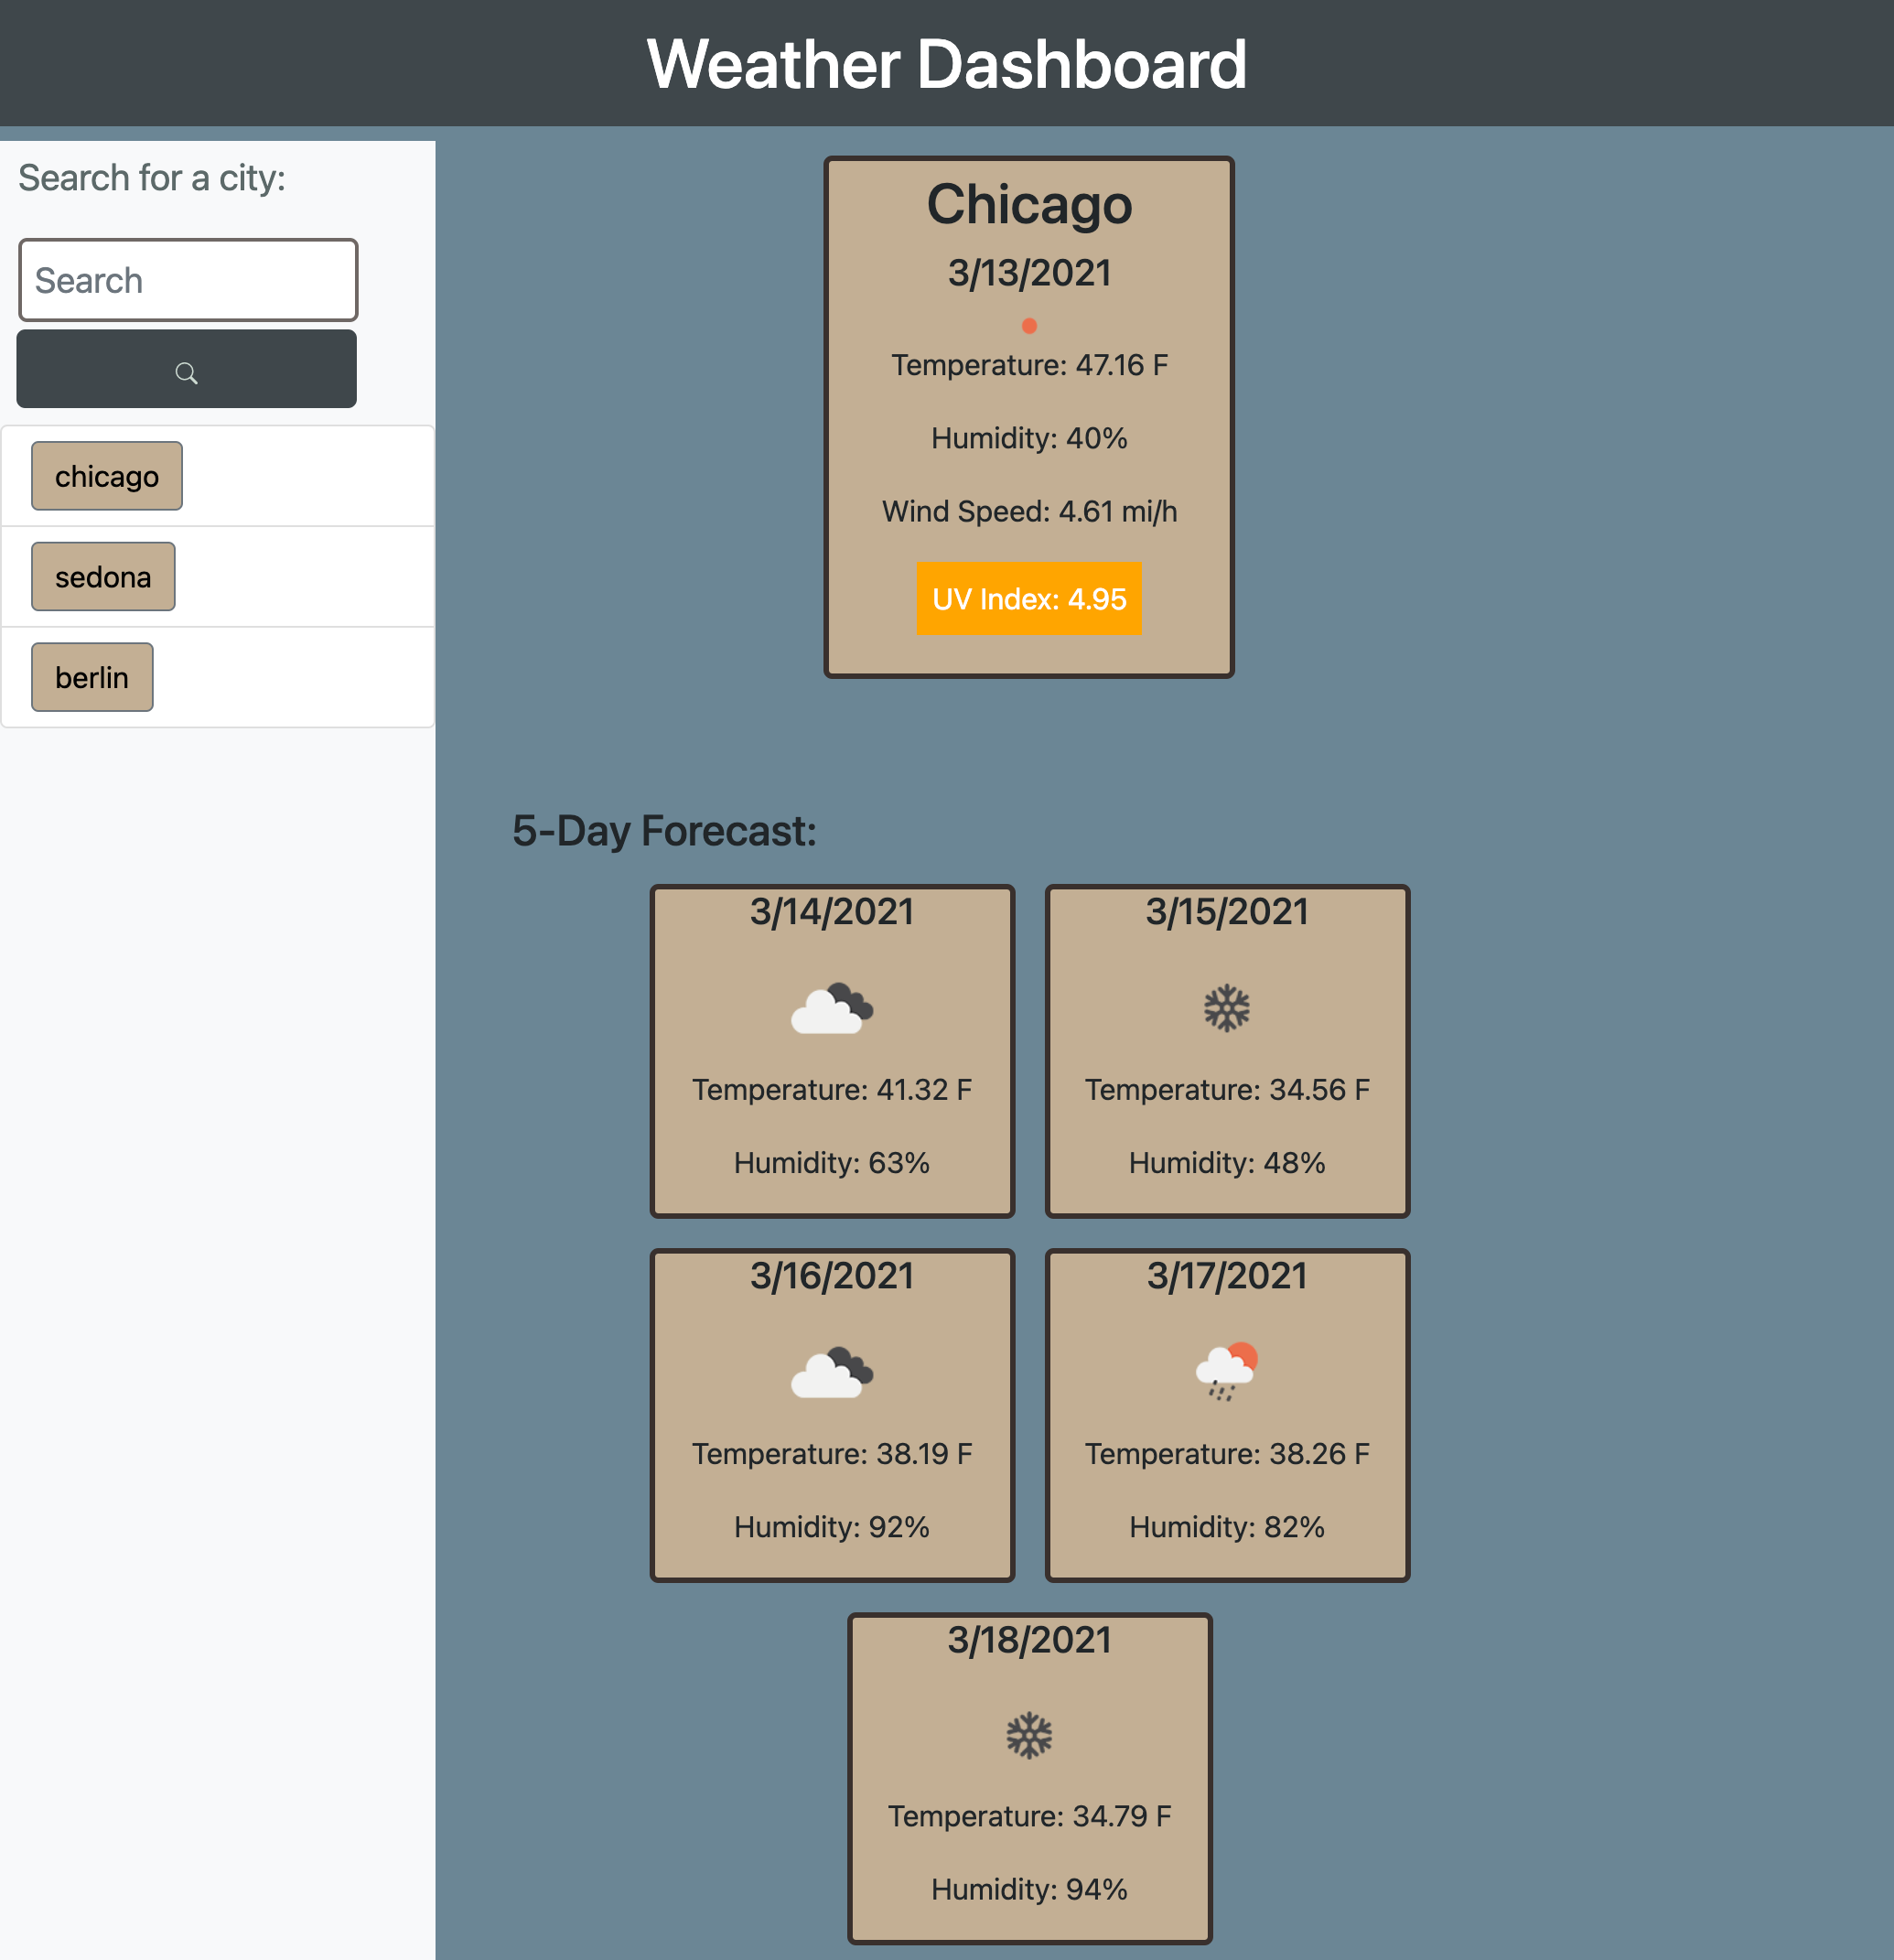 Weather Dashboard
Search for a city:
Search
chicago
sedona
berlin
Chicago
3/13/2021
Temperature: 47.16 F
Humidity: 40%
Wind Speed: 4.61 mi/h
UV Index: 4.95
5-Day Forecast:
3/14/2021
Temperature: 41.32 F
Humidity: 63%
3/15/2021
Temperature: 34.56 F
Humidity: 48%
3/16/2021
Temperature: 38.19 F
Humidity: 92%
3/17/2021
Temperature: 38.26 F
Humidity: 82%
3/18/2021
Temperature: 34.79 F
Humidity: 94%